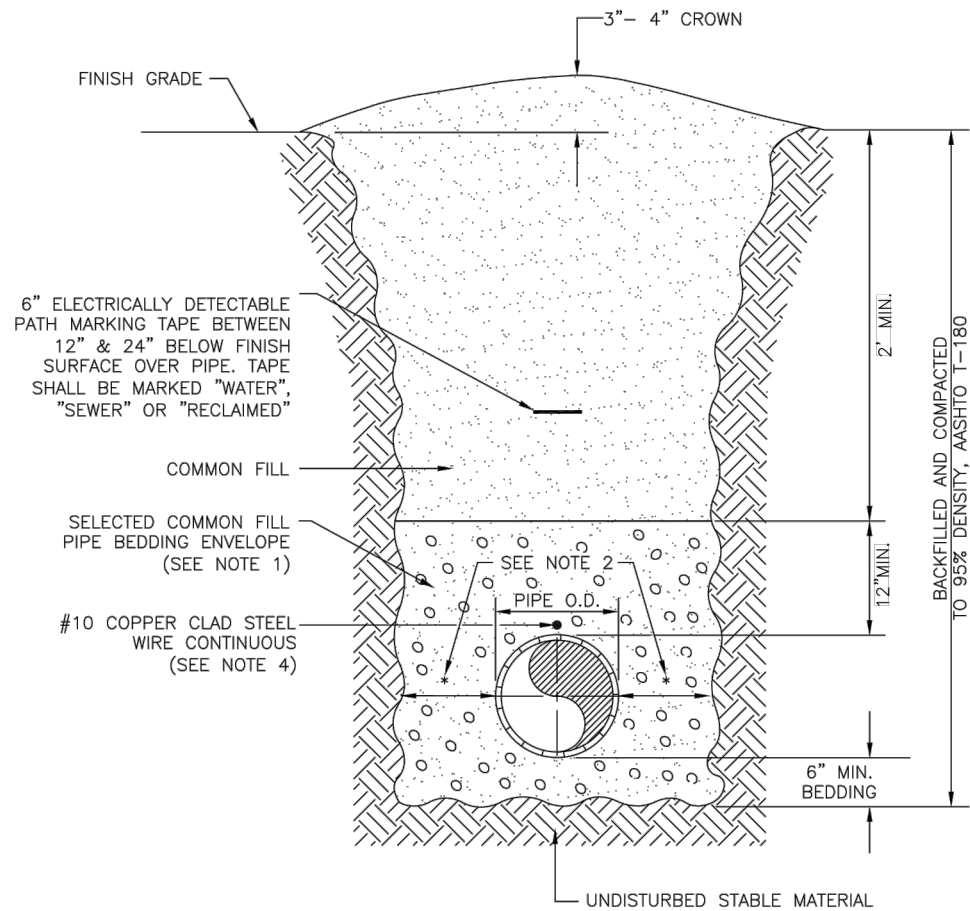 3"- 4" CROWN
FINISH GRADE
6" ELECTRICALLY DETECTABLE
PATH MARKING TAPE BETWEEN
12" & 24" BELOW FINISH
SURFACE OVER PIPE. TAPE
SHALL BE MARKED "WATER",
"SEWER" OR "RECLAIMED"
2' MIN.
BACKFILLED AND COMPACTED
TO 95% DENSITY, AASHTO T-180
COMMON FILL
SELECTED COMMON FILL
PIPE BEDDING ENVELOPE
(SEE NOTE 1)
SEE NOTE 2
12"MIN.
PIPE O.D.
#10 COPPER CLAD STEEL
WIRE CONTINUOUS
(SEE NOTE 4)
*
*
6" MIN.
BEDDING
UNDISTURBED STABLE MATERIAL